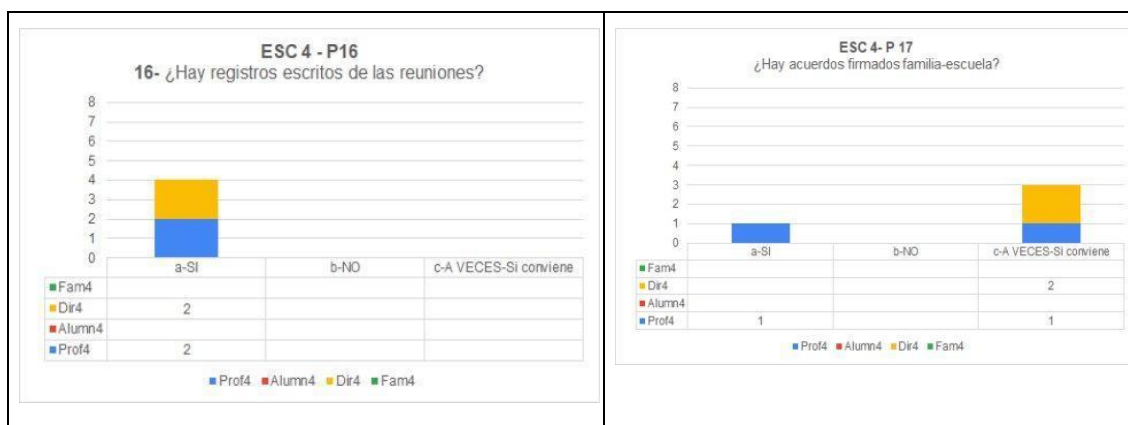 ESC 4 - P16
16- ¿Hay registros escritos de las reuniones?
8
7
6
5
4
3
2
1
0
a-SI b-NO c-A VECES-Si conviene
Fam4
Dir4 2
Alumn4
Prof4 2
Prof4 Alumn4 Dir4 Fam4
ESC 4- P 17
¿Hay acuerdos firmados familia-escuela?
8
7
6
5
4
3
2
1
0
a-SI b-NO c-A VECES-Si conviene
Fam4
Dir4 2
Alumn4
Prof4 1 1
Prof4 Alumn4 Dir4 Fam4